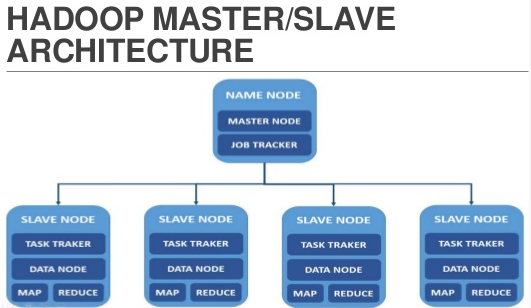 HADOOP MASTER/SLAVE
ARCHITECTURE
NAME NODE
MASTER NODE
JOB TRACKER
SLAVE NODE
TASK TRAKER
DATA NODE
MAP REDUCE
SLAVE NODE
TASK TRAKER
DATA NODE
MAP REDUCE
SLAVE NODE
TASK TRAKER
DATA NODE
MAP REDUCE
SLAVE NODE
TASK TRAKER
DATA NODE
MAP REDUCE